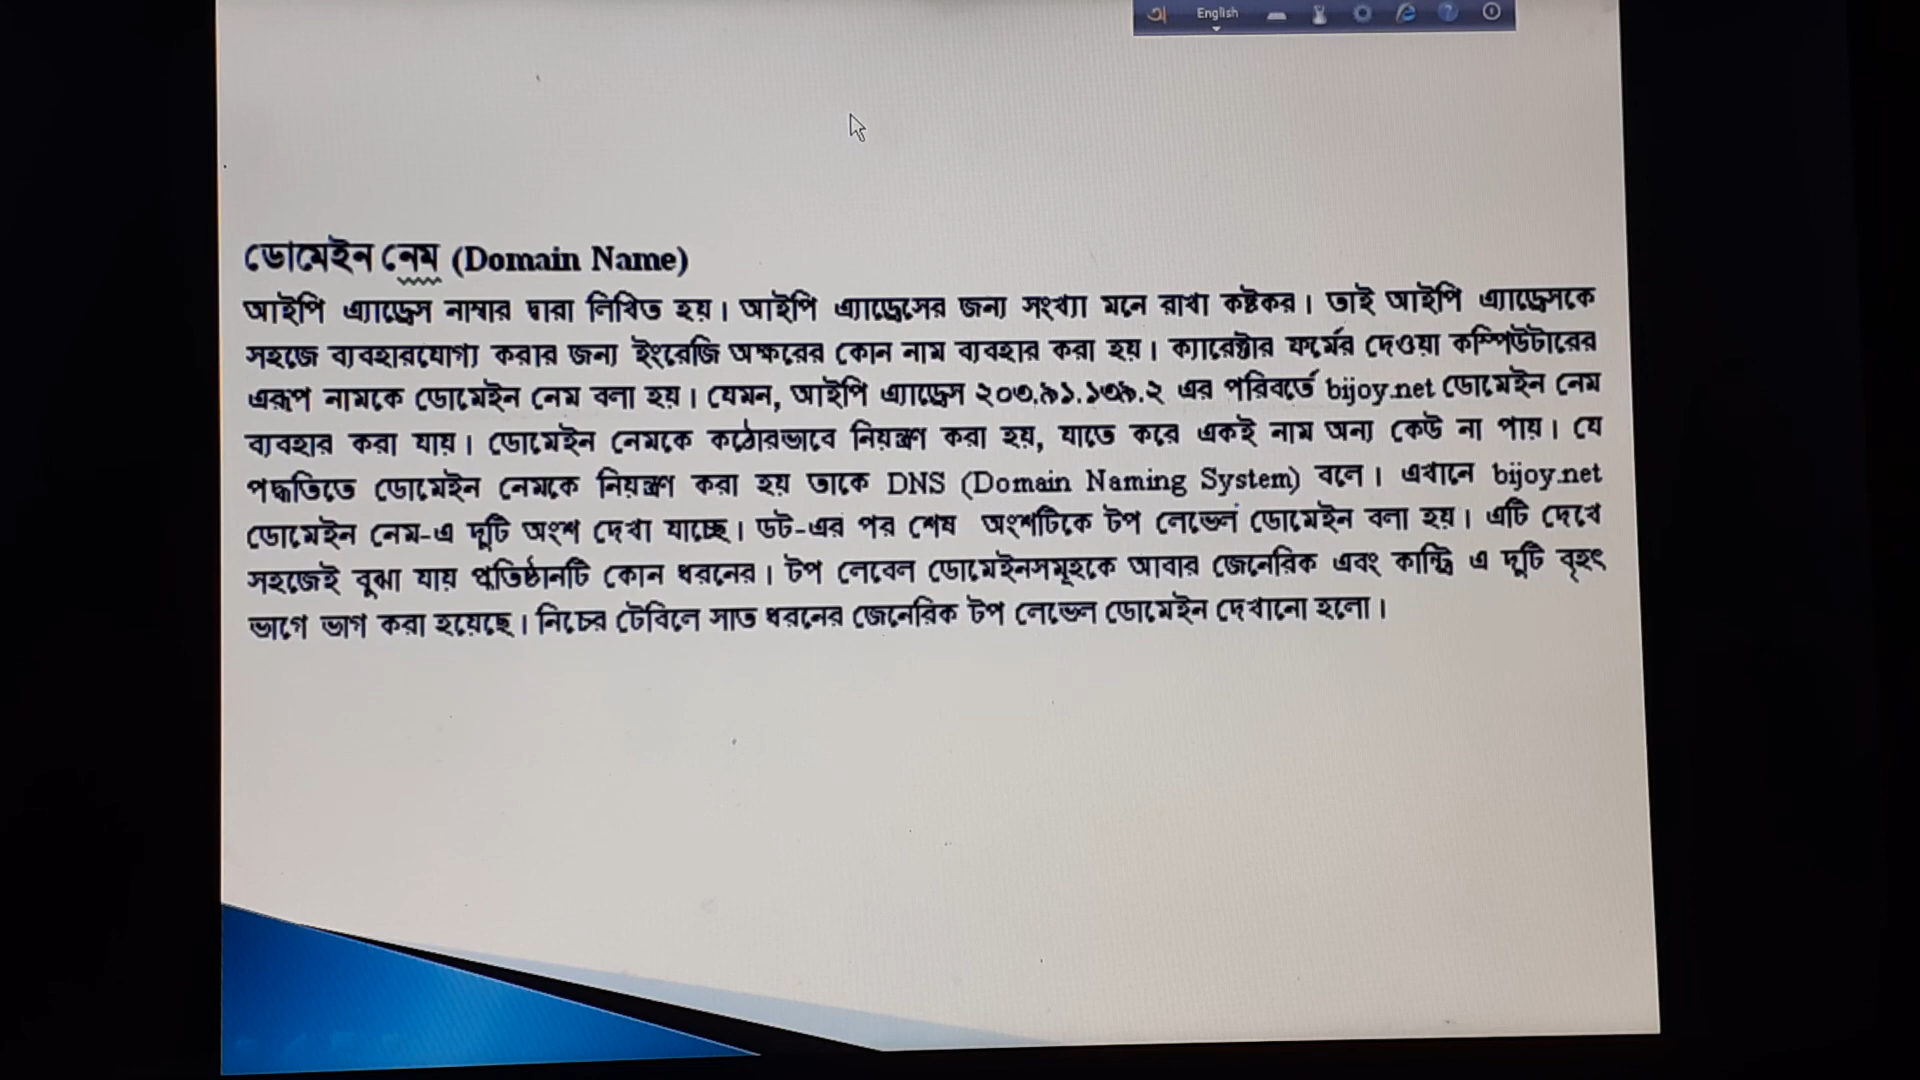 English
ডোমেইন নেম (Domain Name)
আইপি এ্যাড্রেস নাম্বার দ্বারা লিখিত হয়। আইপি এ্যাড্রেসের জন্য সংখ্যা মনে রাখা কষ্টকর। তাই আইপি এ্যাড্রেসকে
সহজে ব্যবহারযোগ্য করার জন্য ইংরেজি অক্ষরের কোন নাম ব্যবহার করা হয়। ক্যারেক্টার ফর্মের দেওয়া কম্পিউটারের
এরূপ নামকে ডোমেইন নেম বলা হয়। যেমন, আইপি এ্যাড্রেস ২০৩.৯১.১৩৯.২ এর পরিবর্তে bijoy.net ডোমেইন নেম
ব্যবহার করা যায়। ডোমেইন নেমকে কঠোরভাবে নিয়ন্ত্রণ করা হয়, যাতে করে একই নাম অন্য কেউ না পায়। যে
পদ্ধতিতে ডোমেইন নেমকে নিয়ন্ত্রণ করা হয় তাকে DNS (Domain Naming System) বলে। এখানে bijoy.net
ডোমেইন নেম-এ দুটি অংশ দেখা যাচ্ছে। ডট-এর পর শেষ অংশটিকে টপ লেভেল ডোমেইন বলা হয়। এটি দেখে
সহজেই বুঝা যায় প্রতিষ্ঠানটি কোন ধরনের। টপ লেবেল ডোমেইনসমূহকে আবার জেনেরিক এবং কান্ট্রি এ দুটি বৃহৎ
ভাগে ভাগ করা হয়েছে। নিচের টেবিলে সাত ধরনের জেনেরিক টপ লেভেল ডোমেইন দেখানো হলো।